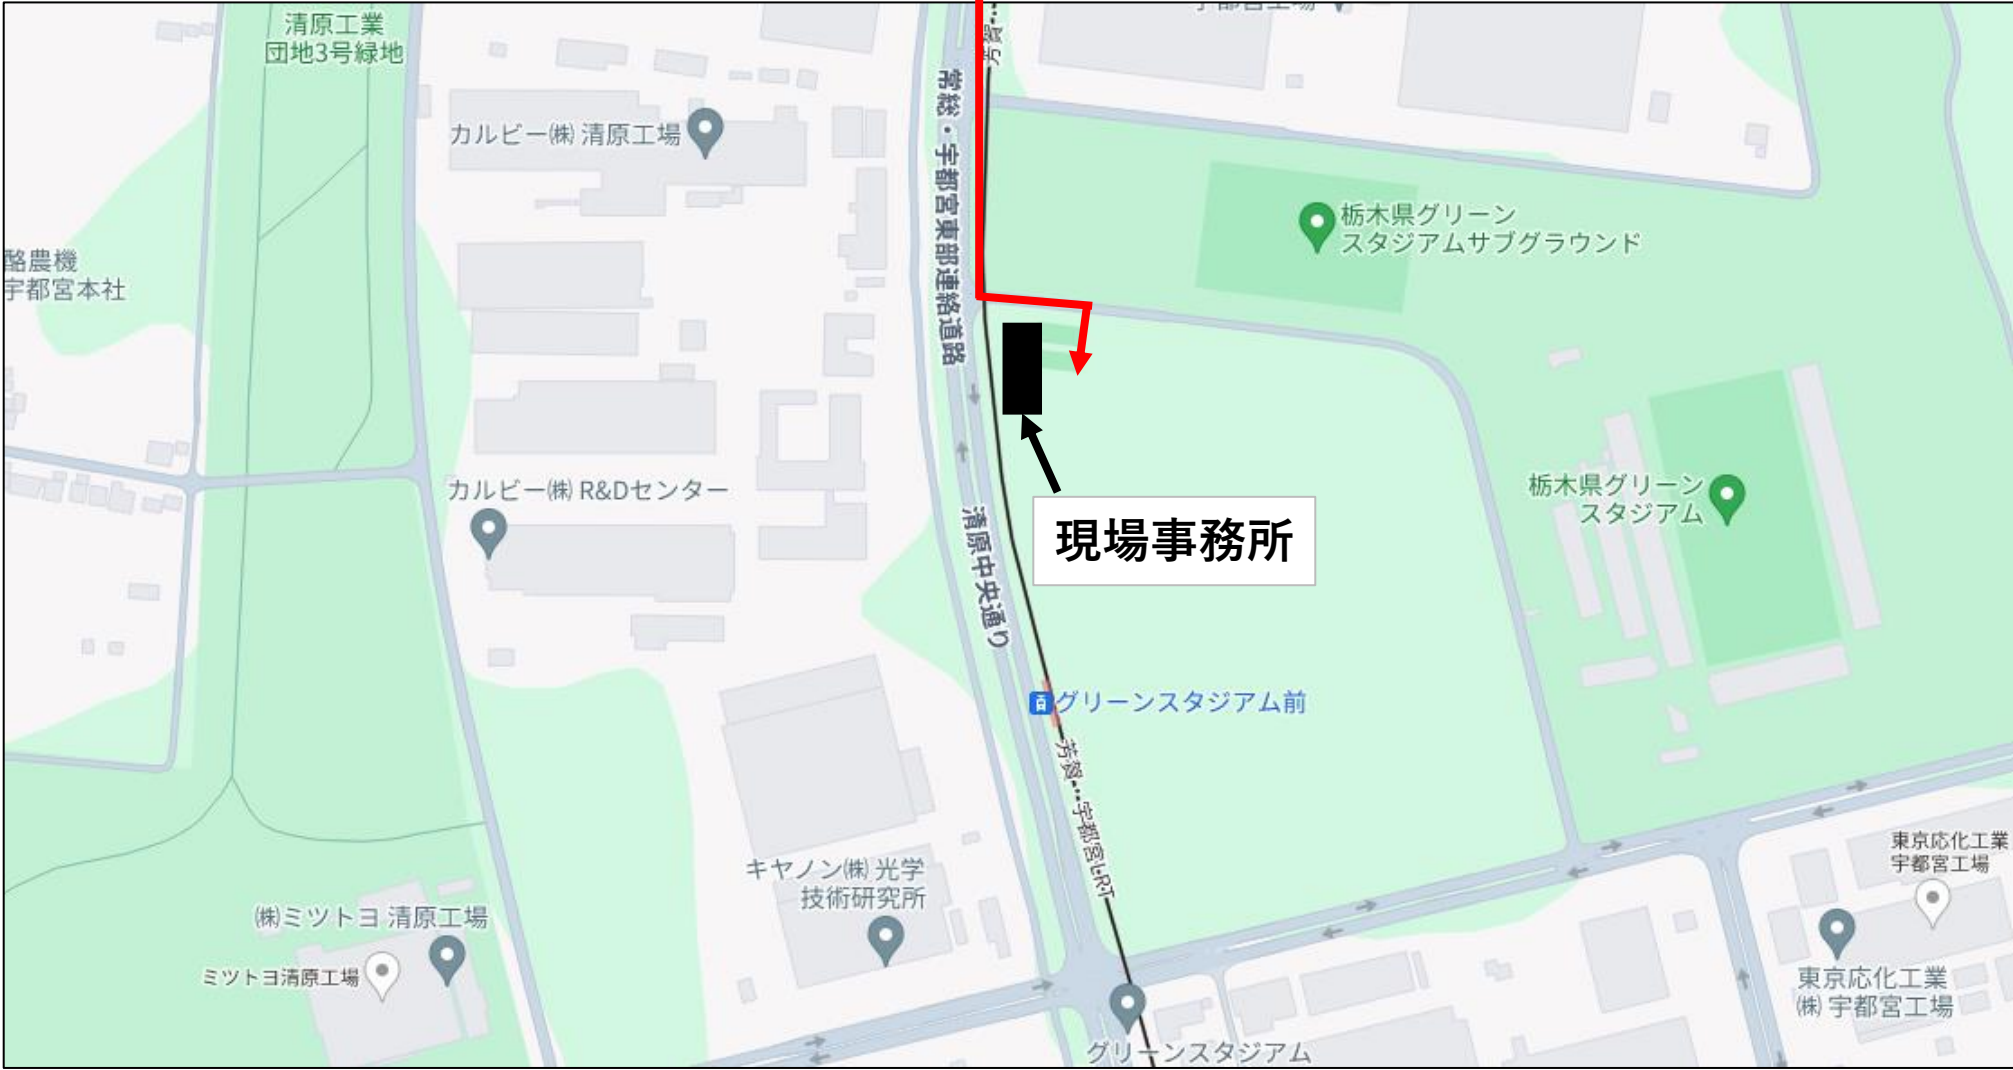 清原工業
団地3号緑地
宇都宮工場
芳賀…
常総・宇都宮東部連絡道路
カルビー㈱ 清原工場
栃木県グリーン
スタジアムサブグラウンド
酪農機
宇都宮本社
カルビー㈱ R&Dセンター
栃木県グリーン
スタジアム
現場事務所
清原中央通り
グリーンスタジアム前
芳賀…宇都宮LRT
キヤノン㈱ 光学
技術研究所
東京応化工業
宇都宮工場
㈱ミツトヨ 清原工場
ミツトヨ清原工場
東京応化工業
㈱ 宇都宮工場
グリーンスタジアム